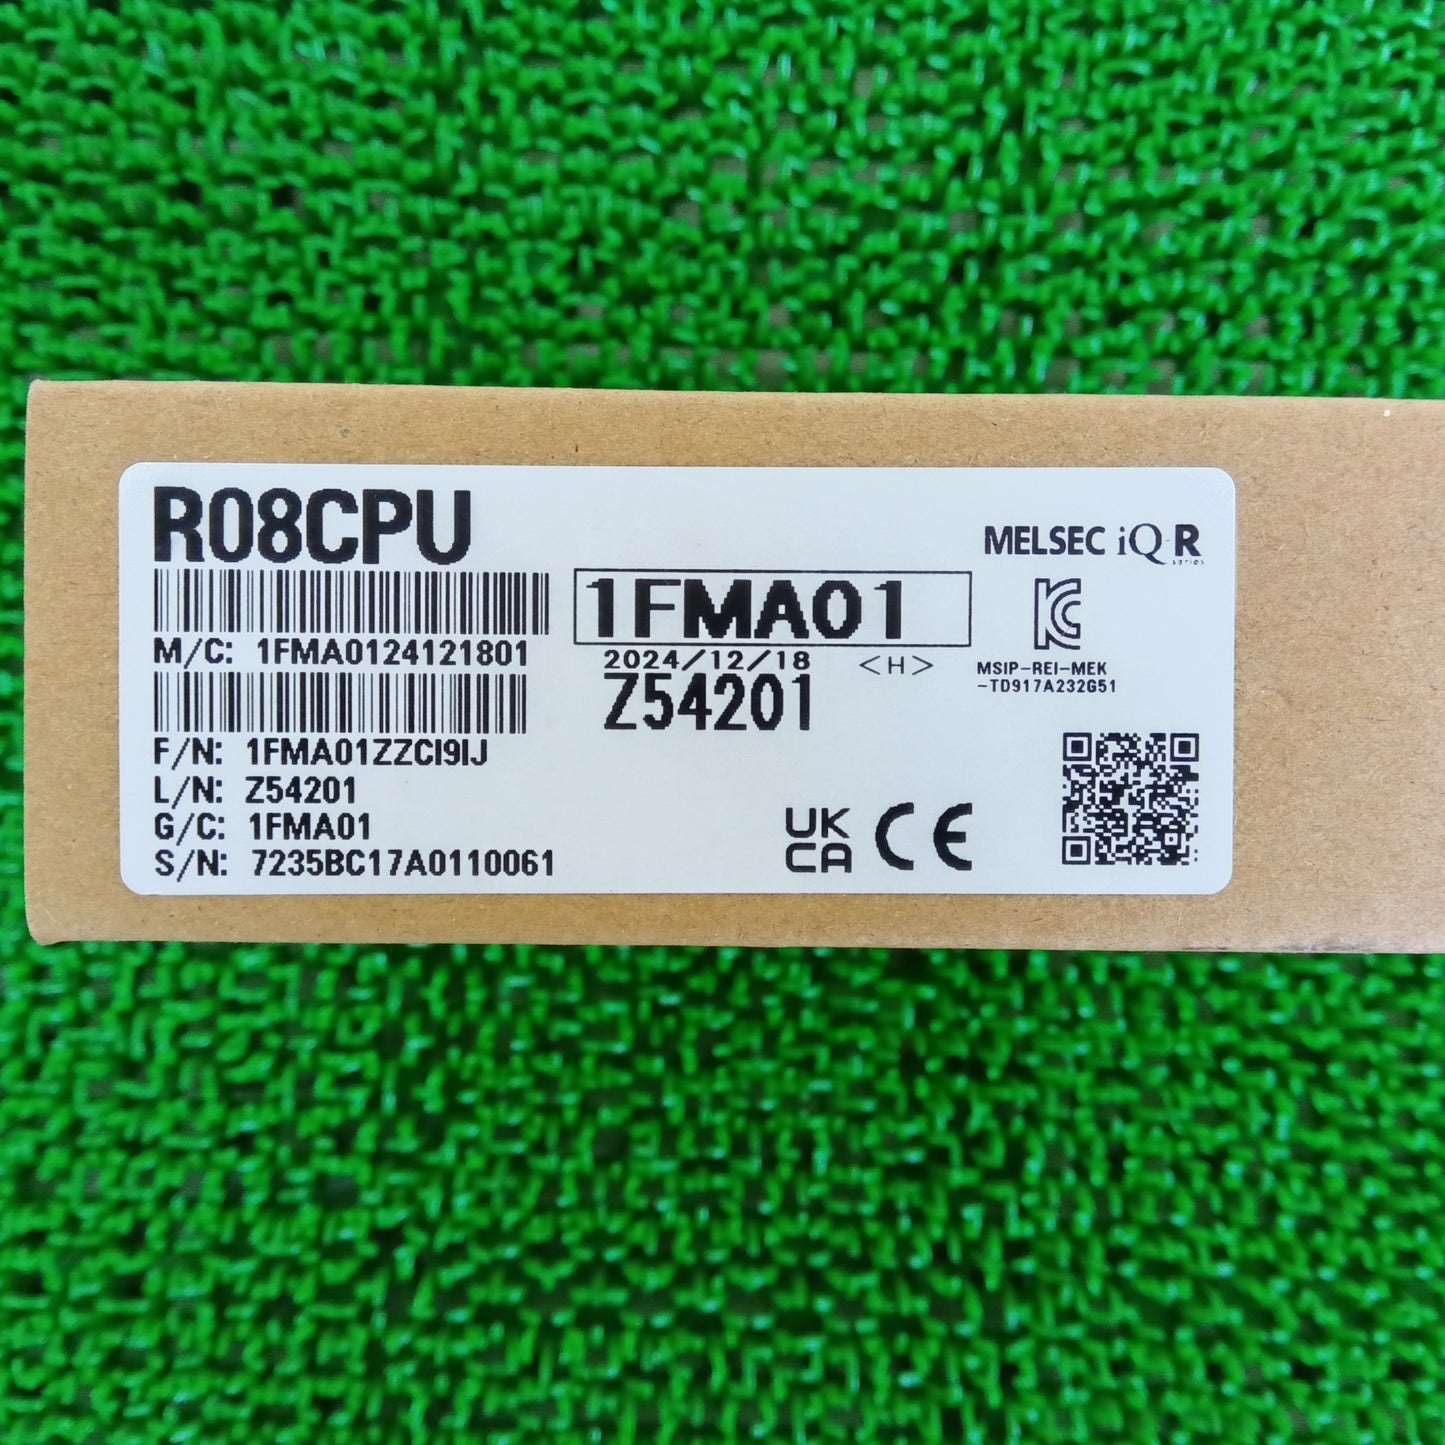 R08CPU
MELSEC iQ-R
series
1FMA01
M/C: 1FMA0124121801
2024/12/18 <H>
MSIP-REI-MEK
-TD917A232G51
Z54201
F/N: 1FMA01ZZCI9IJ
L/N: Z54201
G/C: 1FMA01
S/N: 7235BC17A0110061
UK
CA CE